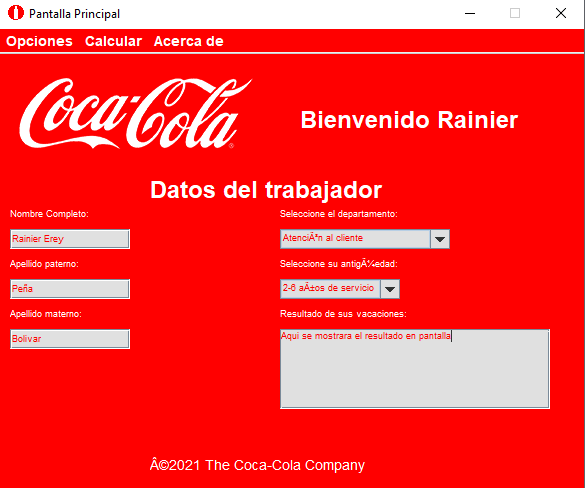 Pantalla Principal
Opciones Calcular Acerca de
Coca-Cola
Bienvenido Rainier
Datos del trabajador
Nombre Completo:
Rainier Erey
Apellido paterno:
Peña
Apellido materno:
Bolivar
Seleccione el departamento:
AtenciÃ³n al cliente
Seleccione su antigÃ¼edad:
2-6 aÃ±os de servicio
Resultado de sus vacaciones:
Aqui se mostrara el resultado en pantalla
Â©2021 The Coca-Cola Company